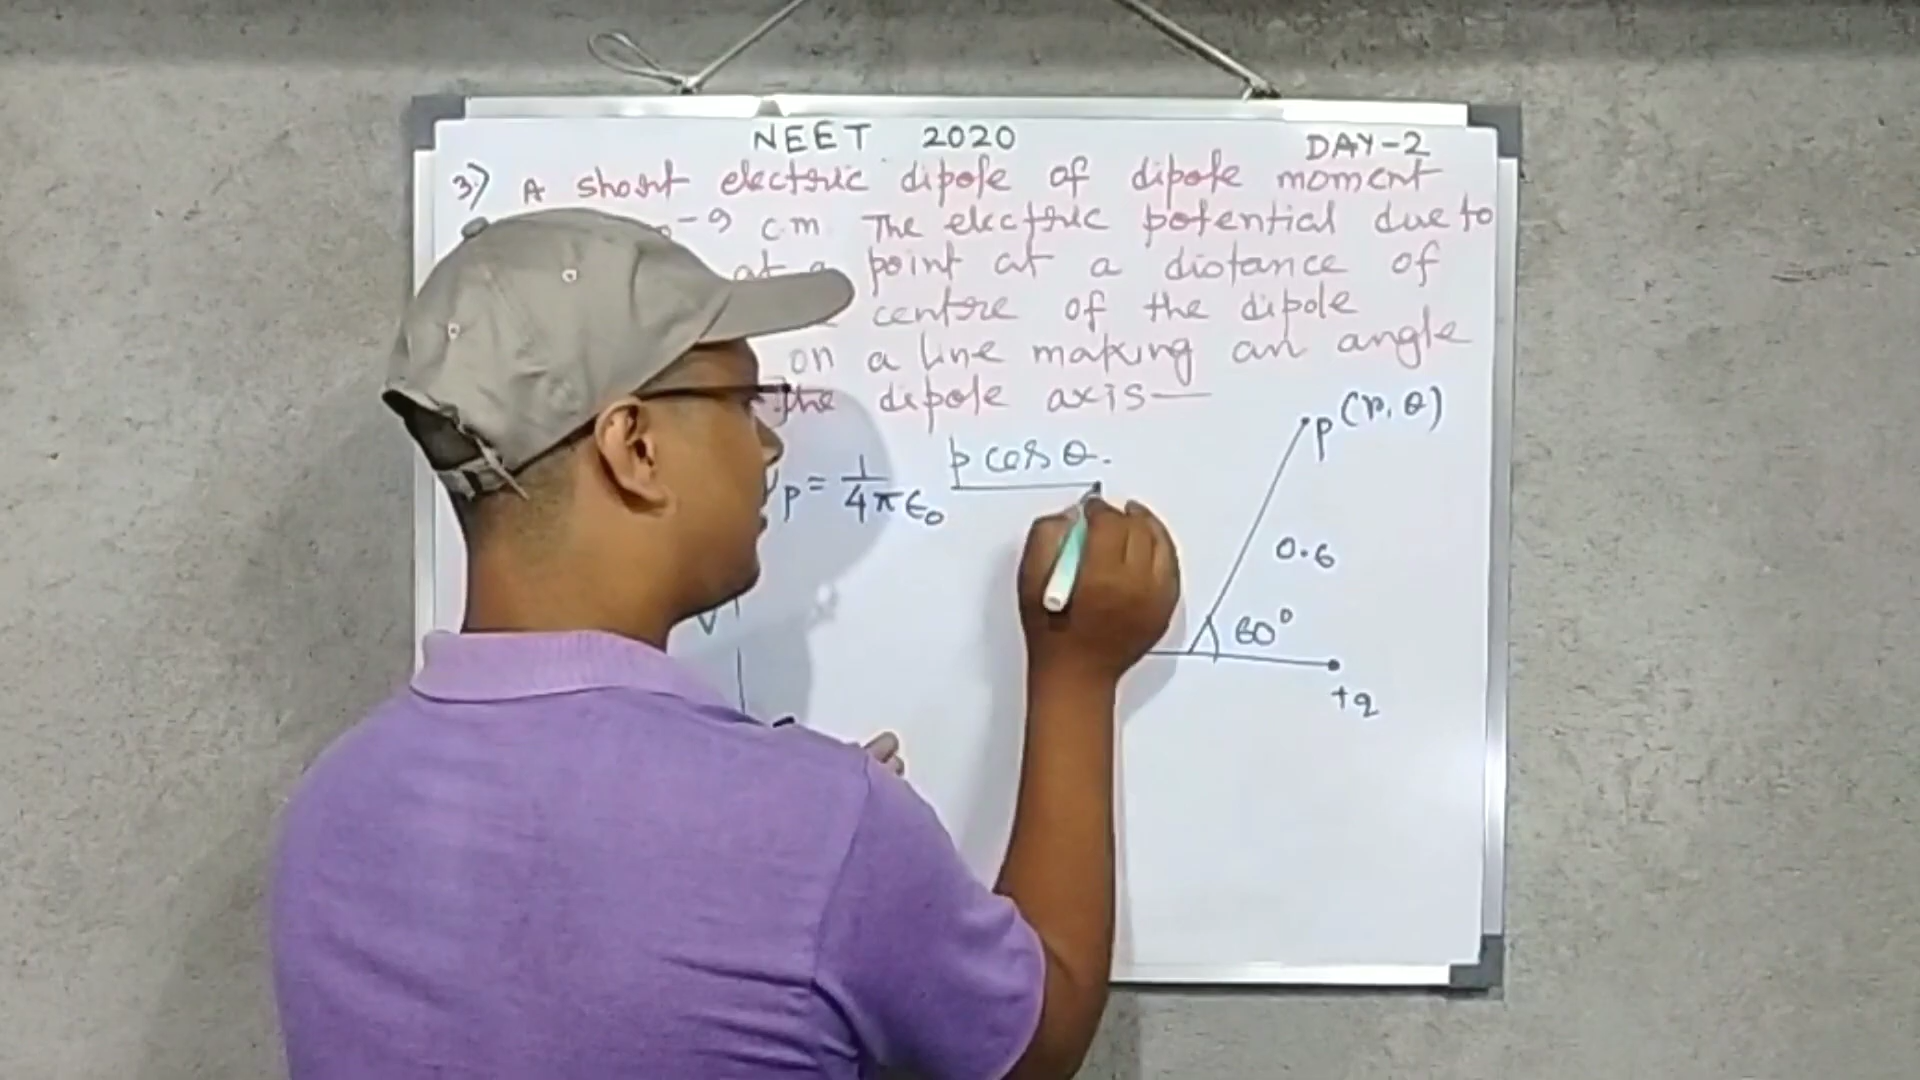 NEET 2020
DAY-2
3.) A short electric dipole of dipole moment
-9 cm The electric potential due to
at a point at a distance of
centre of the dipole
on a line making an angle
the dipole axis—
P (r, θ)
p cos θ.
P = 1/4πε₀
0.6
60°
+q